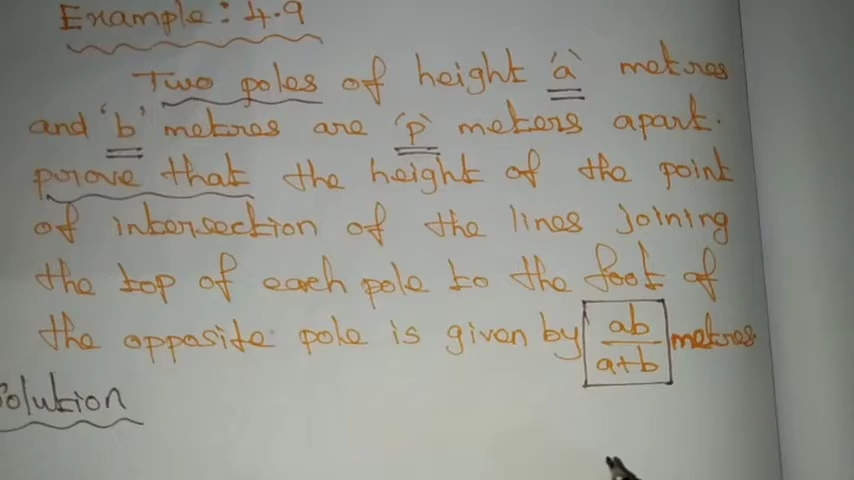 Example: 4.9
Two poles of height 'a' metres
and 'b' metres are 'p' meters apart.
prove that the height of the point
of intersection of the lines joining
the top of each pole to the foot of
the opposite pole is given by ab/a+b metres.
Solution